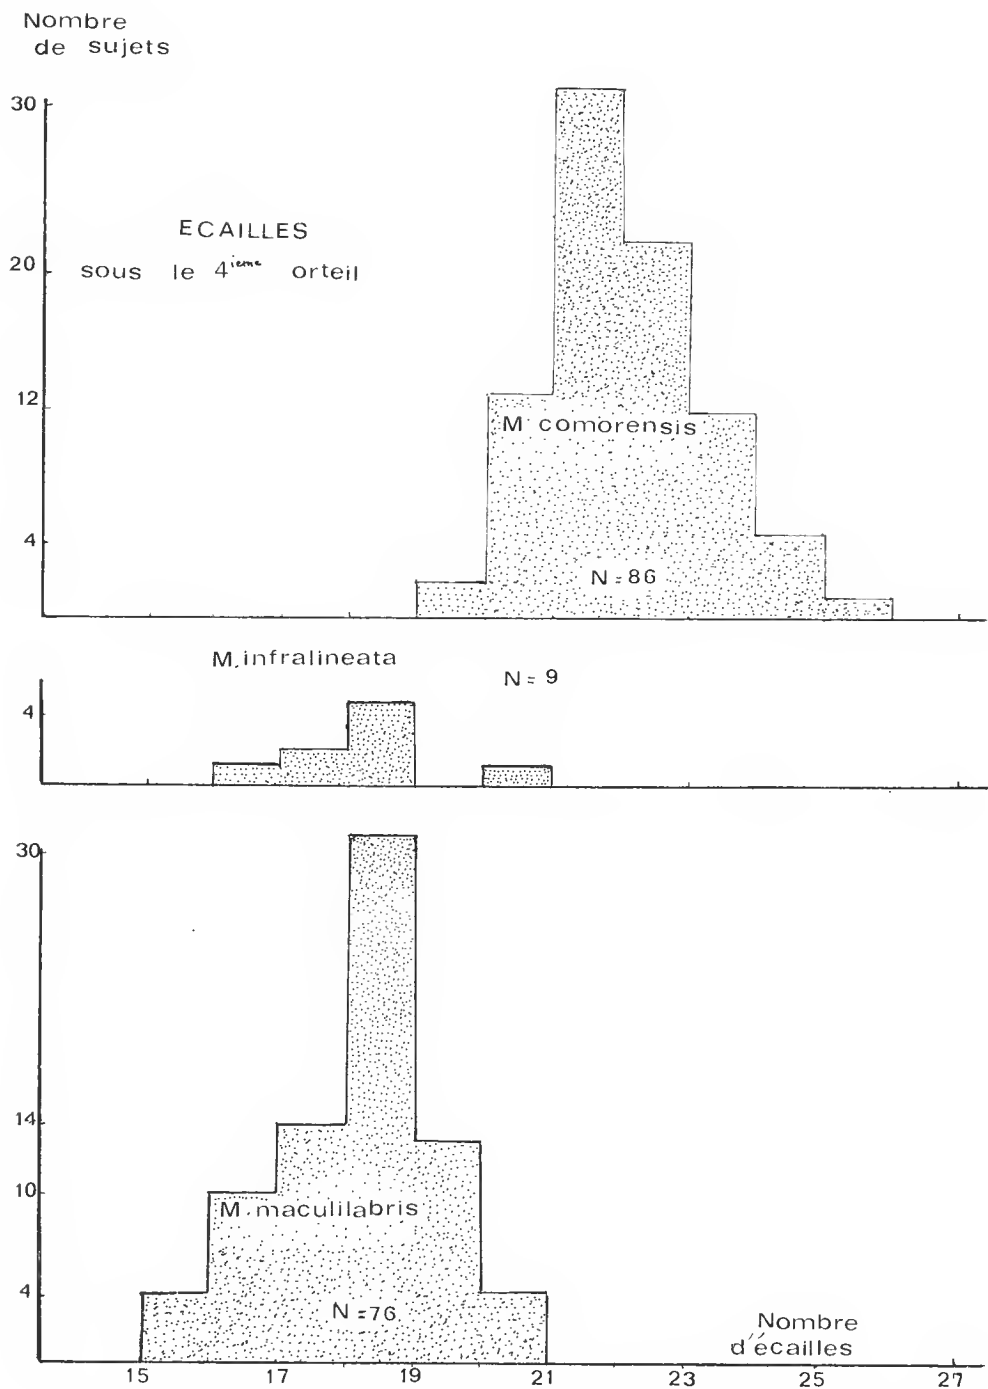 Nombre
de sujets
30
ECAILLES
20
sous le 4ieme orteil
12
M. comorensis
4
N=86
M. infralineata
N= 9
4
30
14
10
M. maculilabris
4
N=76
Nombre
d'écailles
15 17 19 21 23 25 27